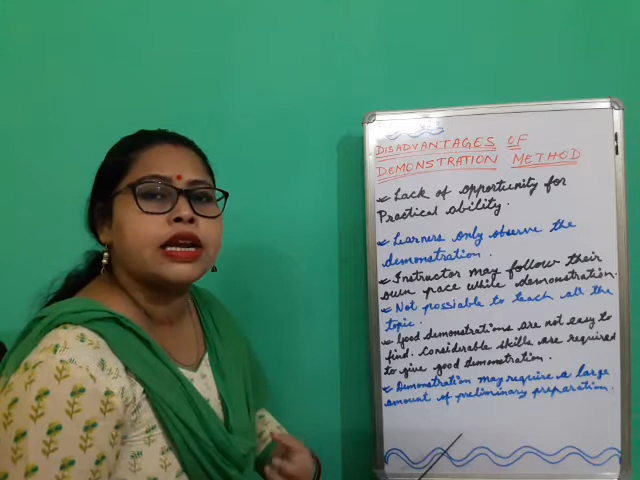 DISADVANTAGES OF
DEMONSTRATION METHOD
Lack of opportunity for
Practical ability.
Learners only observe the
demonstration.
Instructor may follow their
own pace while demonstration.
Not possiable to teach all the
topic.
Good demonstrations are not easy to
find. Considerable skills are required
to give good demonstration.
Demonstration may require a large
amount of preliminary preparation.